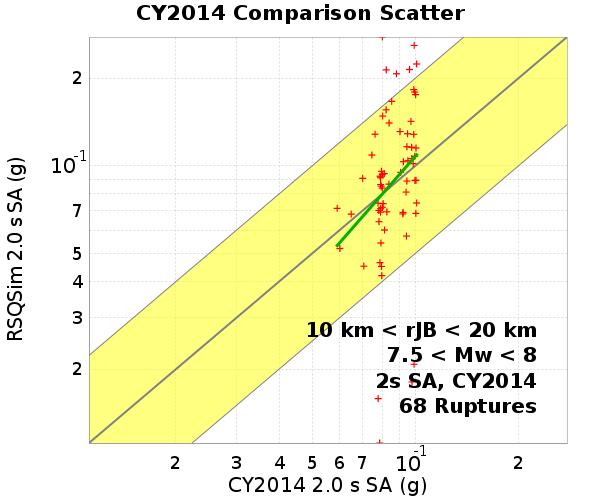 CY2014 Comparison Scatter
RSQSim 2.0 s SA (g)
2
10-1
7
5
4
3
2
10 km < rJB < 20 km
7.5 < Mw < 8
2s SA, CY2014
68 Ruptures
2 3 4 5 6 7 10-1 2
CY2014 2.0 s SA (g)